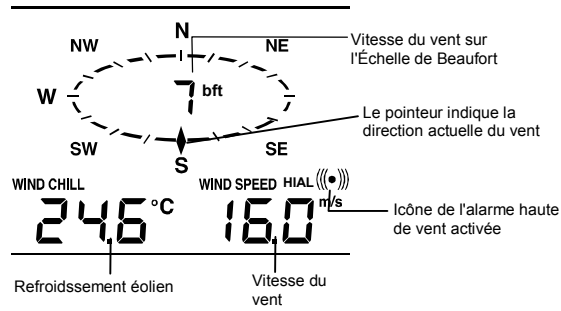 N
NW
NE
Vitesse du vent sur
l'Échelle de Beaufort
W
7 bft
Le pointeur indique la
direction actuelle du vent
SW
SE
S
WIND CHILL
WIND SPEED HIAL
24.6 °C
16.0 m/s
Icône de l'alarme haute
de vent activée
Refroidssement éolien
Vitesse du
vent